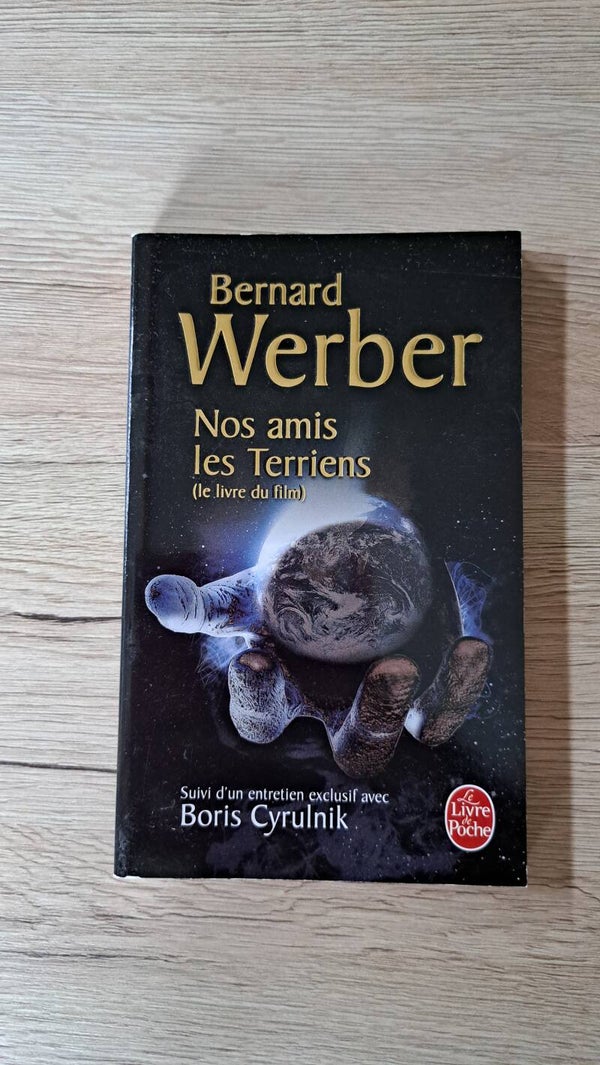 Bernard
Werber
Nos amis
les Terriens
(le livre du film)
Suivi d'un entretien exclusif avec
Boris Cyrulnik
Le
Livre
de
Poche